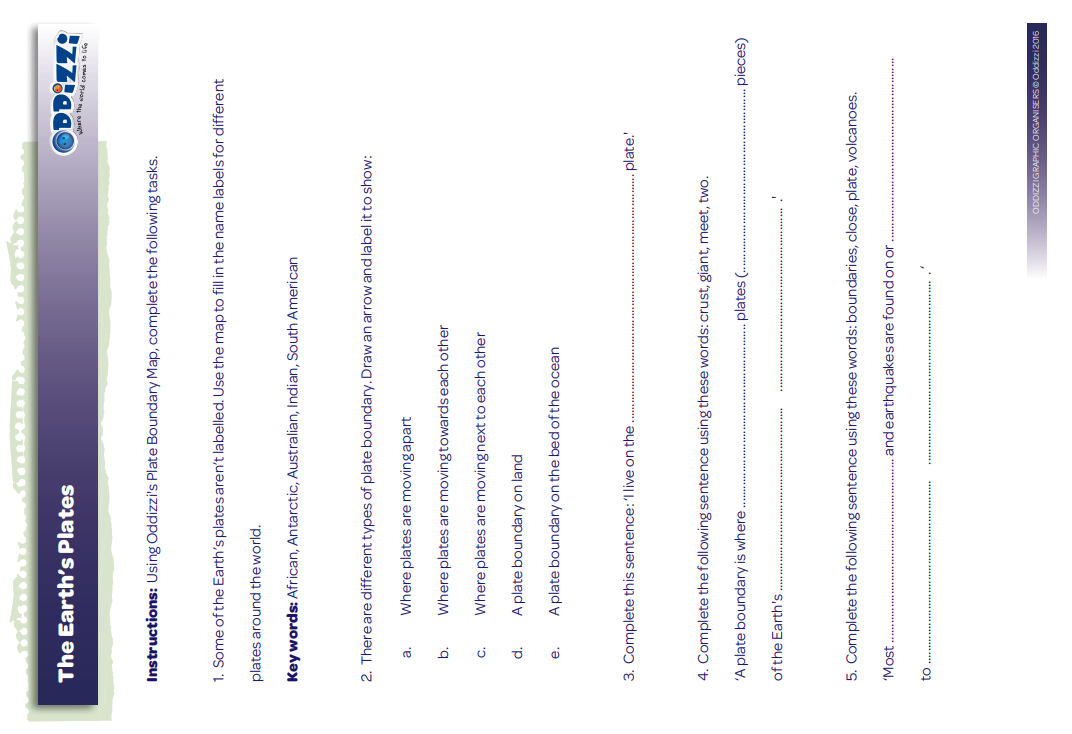 The Earth's Plates
ODDizzi
where the world comes to life
Instructions: Using Oddizzi's Plate Boundary Map, complete the following tasks.
1. Some of the Earth's plates aren't labelled. Use the map to fill in the name labels for different
plates around the world.
Key words: African, Antarctic, Australian, Indian, South American
2. There are different types of plate boundary. Draw an arrow and label it to show:
a. Where plates are moving apart
b. Where plates are moving towards each other
c. Where plates are moving next to each other
d. A plate boundary on land
e. A plate boundary on the bed of the ocean
3. Complete this sentence: 'I live on the ........................ plate.'
4. Complete the following sentence using these words: crust, giant, meet, two.
'A plate boundary is where ........................ plates (........................ pieces)
of the Earth's ........................ ........................ .'
5. Complete the following sentence using these words: boundaries, close, plate, volcanoes.
'Most ........................ and earthquakes are found on or ........................
to ........................ ........................ .'
ODDIZZI GRAPHIC ORGANISERS © Oddizzi 2016